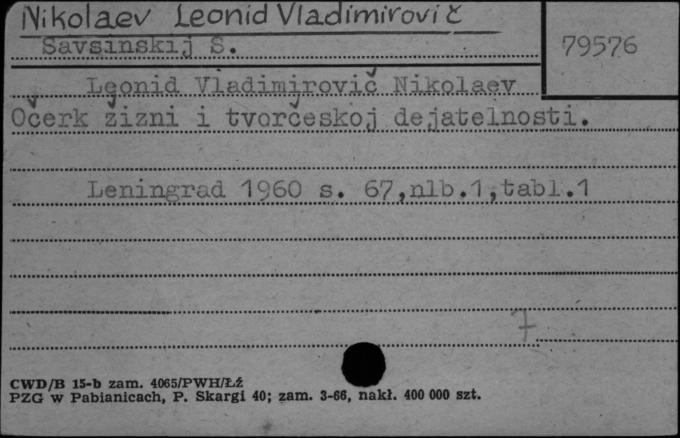 Nikolaev Leonid Vladimirovič
Savsinskij S.
79576
Leonid Vladimirovič Nikolaev
Očerk žizni i tvorčeskoj dejatelnosti.
Leningrad 1960 s. 67,nlb.1,tabl.1
7
CWD/B 15-b zam. 4065/PWH/Łź
PZG w Pabianicach, P. Skargi 40; zam. 3-66, nakł. 400 000 szt.